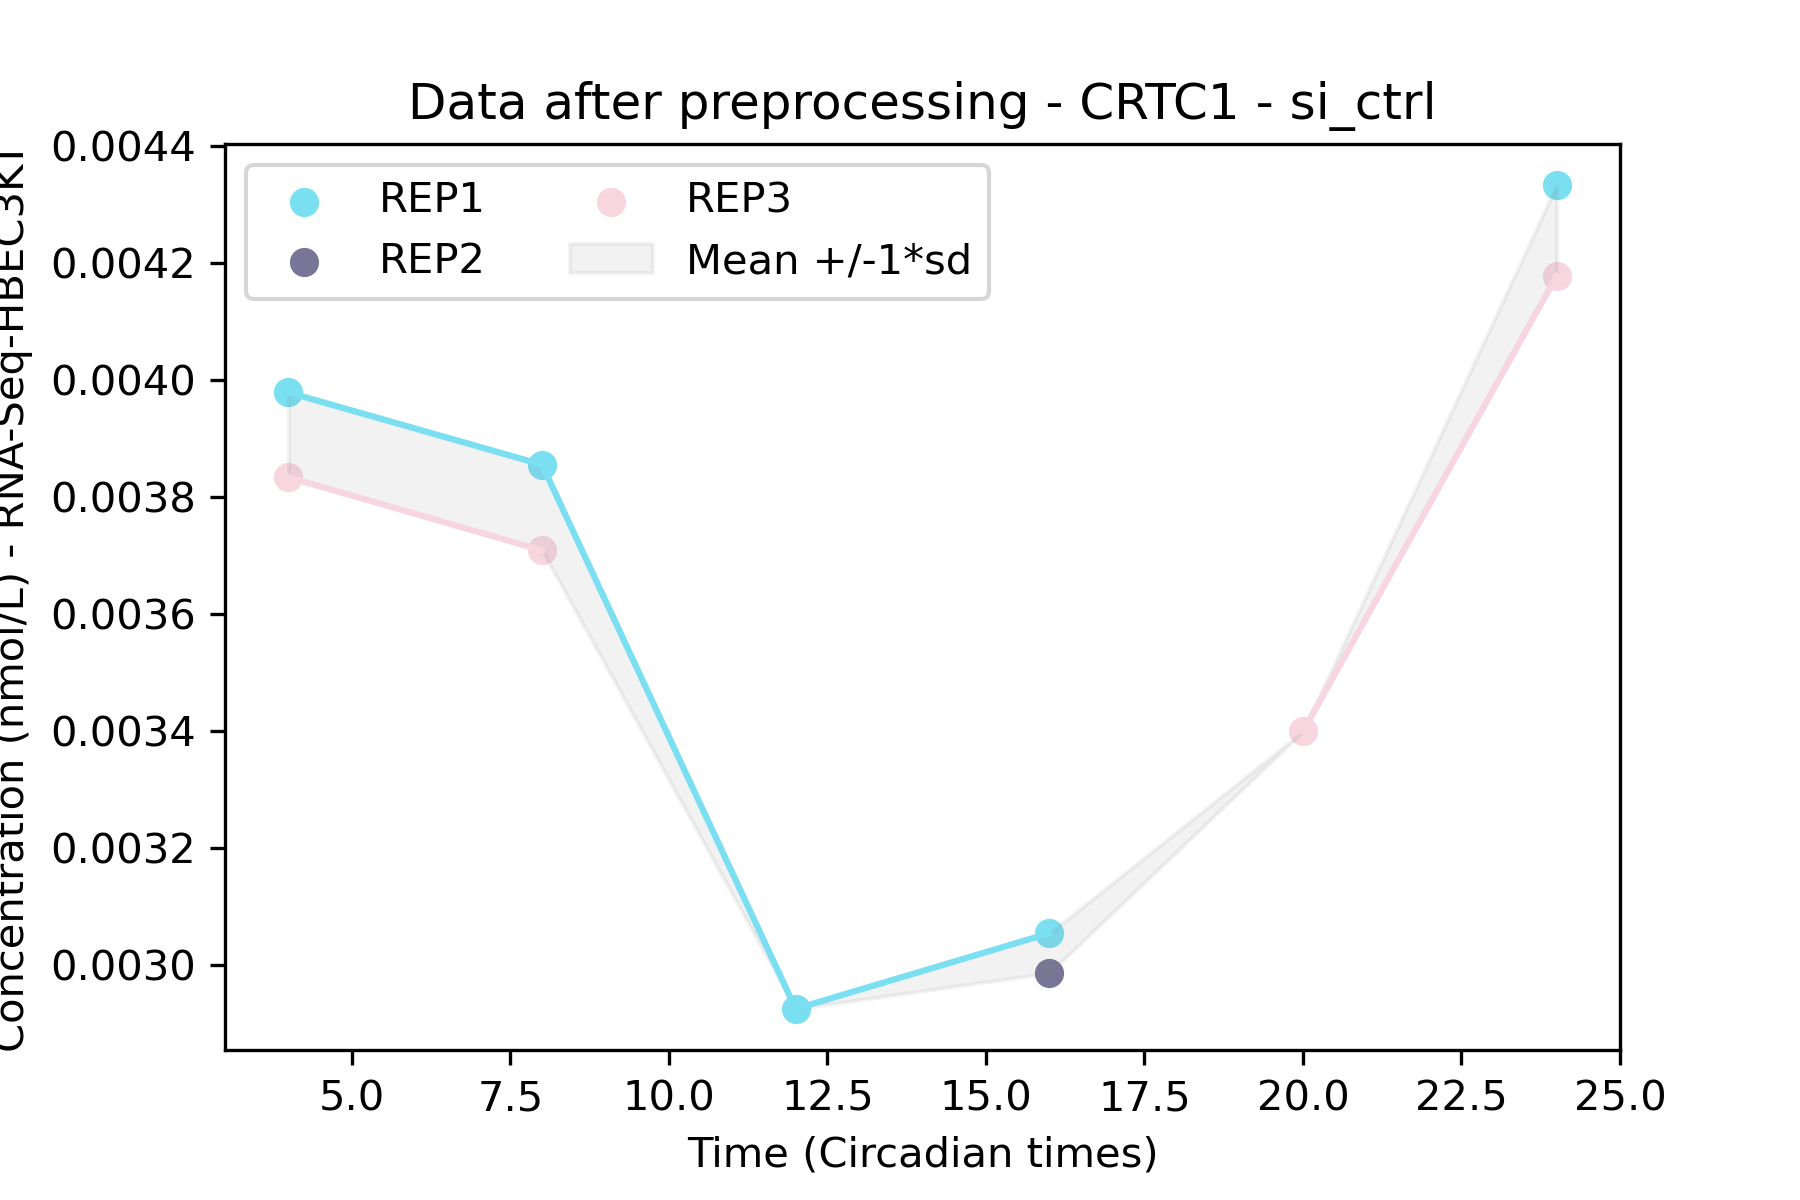 Data after preprocessing - CRTC1 - si_ctrl
REP1
REP2
REP3
Mean +/-1*sd
0.0044
0.0042
0.0040
0.0038
0.0036
0.0034
0.0032
0.0030
Concentration (nmol/L) - RNA-Seq-HBEC3KT
5.0 7.5 10.0 12.5 15.0 17.5 20.0 22.5 25.0
Time (Circadian times)